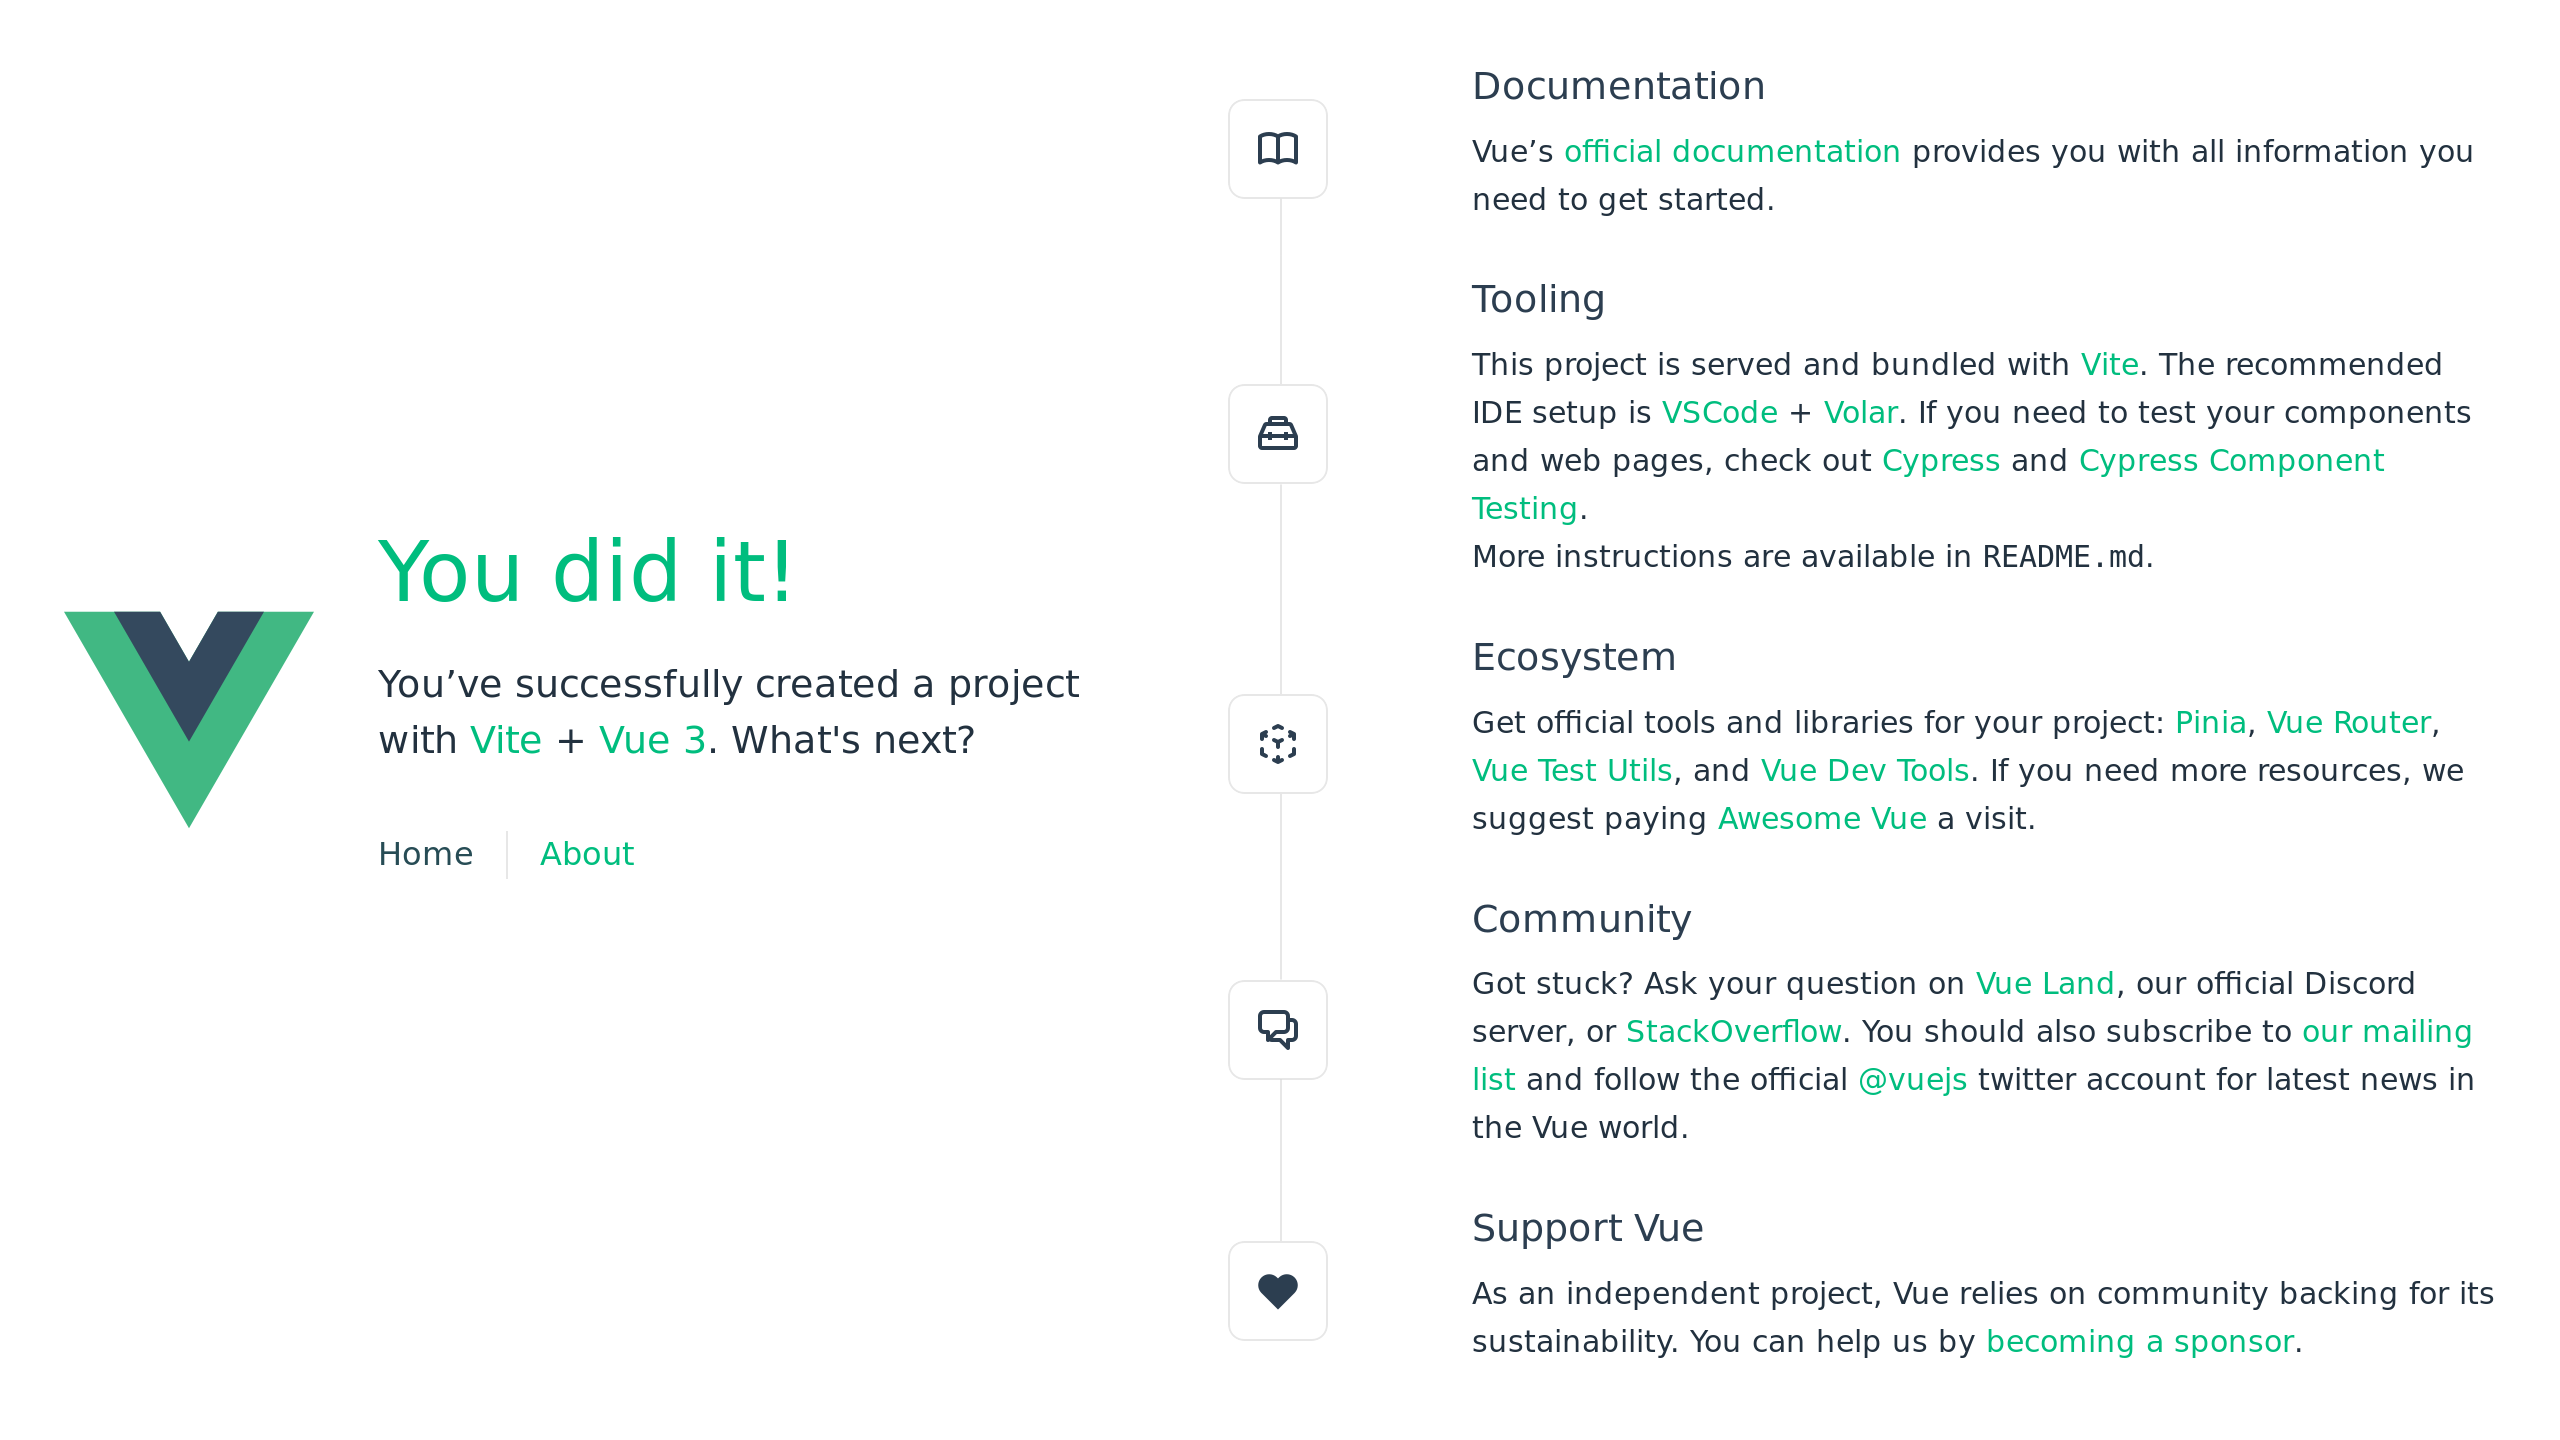 You did it!
You’ve successfully created a project
with Vite + Vue 3. What's next?
Home
About
Documentation
Vue’s official documentation provides you with all information you
need to get started.
Tooling
This project is served and bundled with Vite. The recommended
IDE setup is VSCode + Volar. If you need to test your components
and web pages, check out Cypress and Cypress Component
Testing.
More instructions are available in README.md.
Ecosystem
Get official tools and libraries for your project: Pinia, Vue Router,
Vue Test Utils, and Vue Dev Tools. If you need more resources, we
suggest paying Awesome Vue a visit.
Community
Got stuck? Ask your question on Vue Land, our official Discord
server, or StackOverflow. You should also subscribe to our mailing
list and follow the official @vuejs twitter account for latest news in
the Vue world.
Support Vue
As an independent project, Vue relies on community backing for its
sustainability. You can help us by becoming a sponsor.